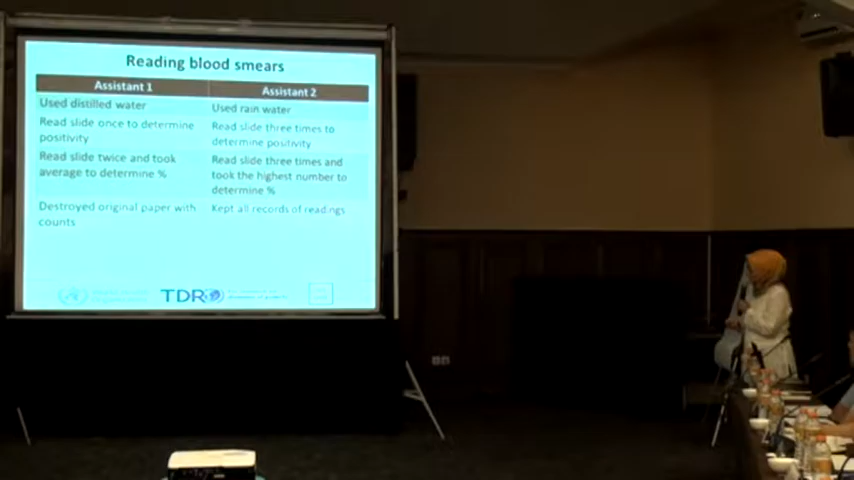 Reading blood smears
Assistant 1
Assistant 2
Used distilled water
Used rain water
Read slide once to determine
positivity
Read slide three times to
determine positivity
Read slide twice and took
average to determine %
Read slide three times and
took the highest number to
determine %
Destroyed original paper with
counts
Kept all records of readings
TDR